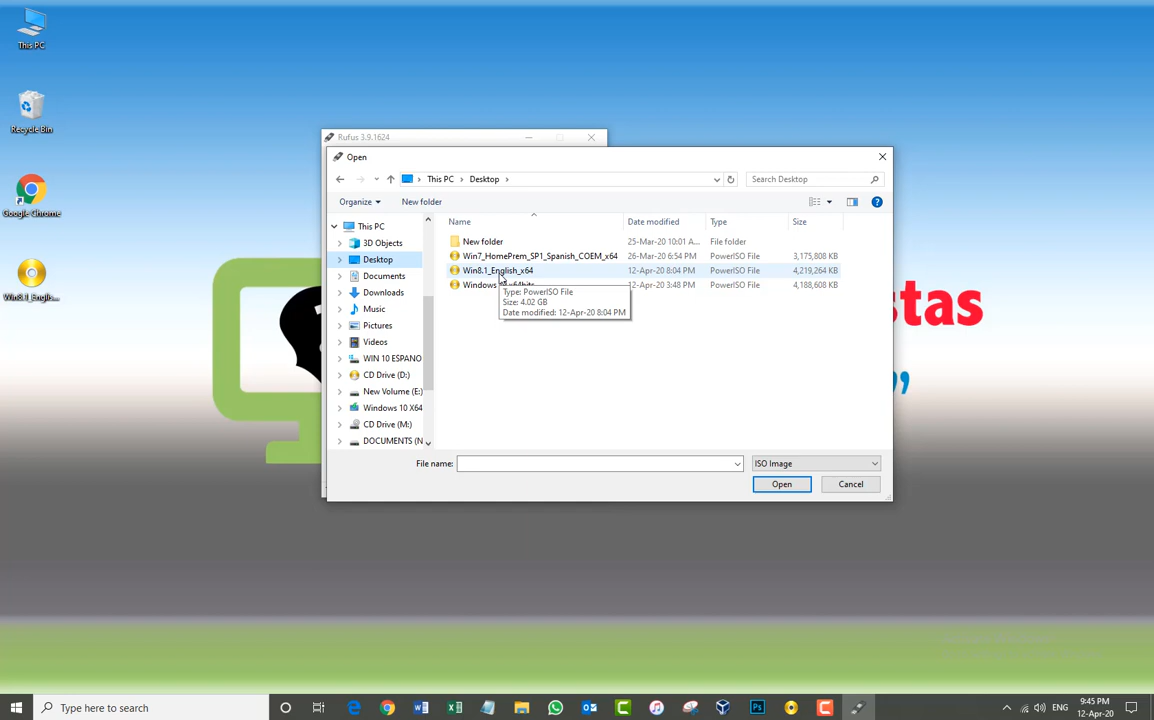 This PC
Recycle Bin
Google Chrome
Win8.1_Englis...
stas
”
Rufus 3.9.1624
Open
This PC > Desktop >
Search Desktop
Organize
New folder
Name
Date modified
Type
Size
This PC
3D Objects
Desktop
Documents
Downloads
Music
Pictures
Videos
WIN 10 ESPANO
CD Drive (D:)
New Volume (E:)
Windows 10 X64
CD Drive (M:)
DOCUMENTS (N
New folder 25-Mar-20 10:01 A... File folder
Win7_HomePrem_SP1_Spanish_COEM_x64 26-Mar-20 6:54 PM PowerISO File 3,175,808 KB
Win8.1_English_x64 12-Apr-20 8:04 PM PowerISO File 4,219,264 KB
Windows 3:48 PM PowerISO File 4,188,608 KB
Type: PowerISO File
Size: 4.02 GB
Date modified: 12-Apr-20 8:04 PM
File name:
ISO Image
Open
Cancel
Type here to search
ENG
9:45 PM
12-Apr-20